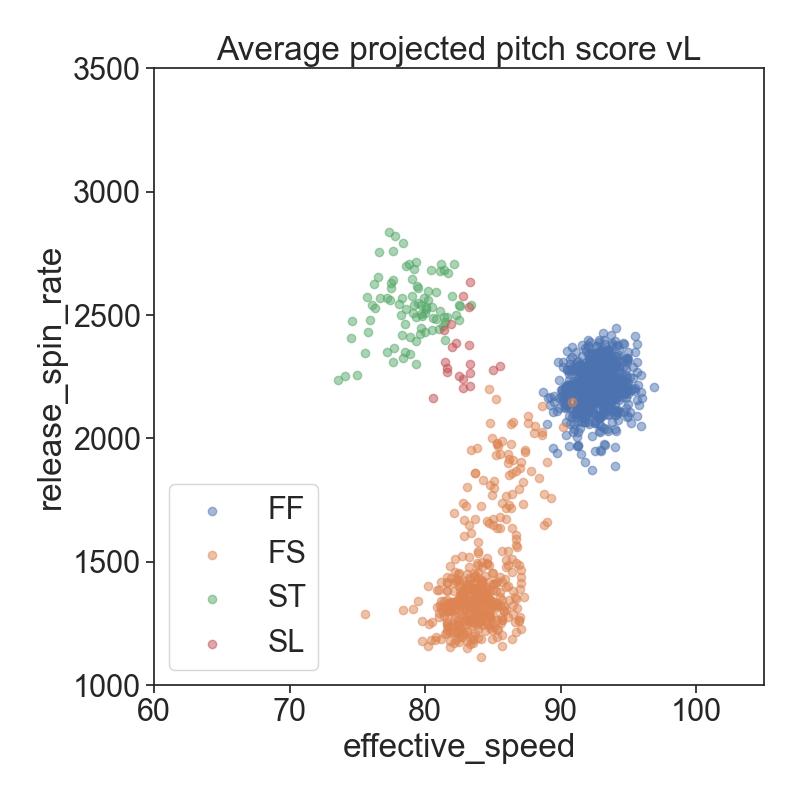 Average projected pitch score vL
3500
3000
2500
2000
1500
1000
release_spin_rate
FF
FS
ST
SL
60 70 80 90 100
effective_speed